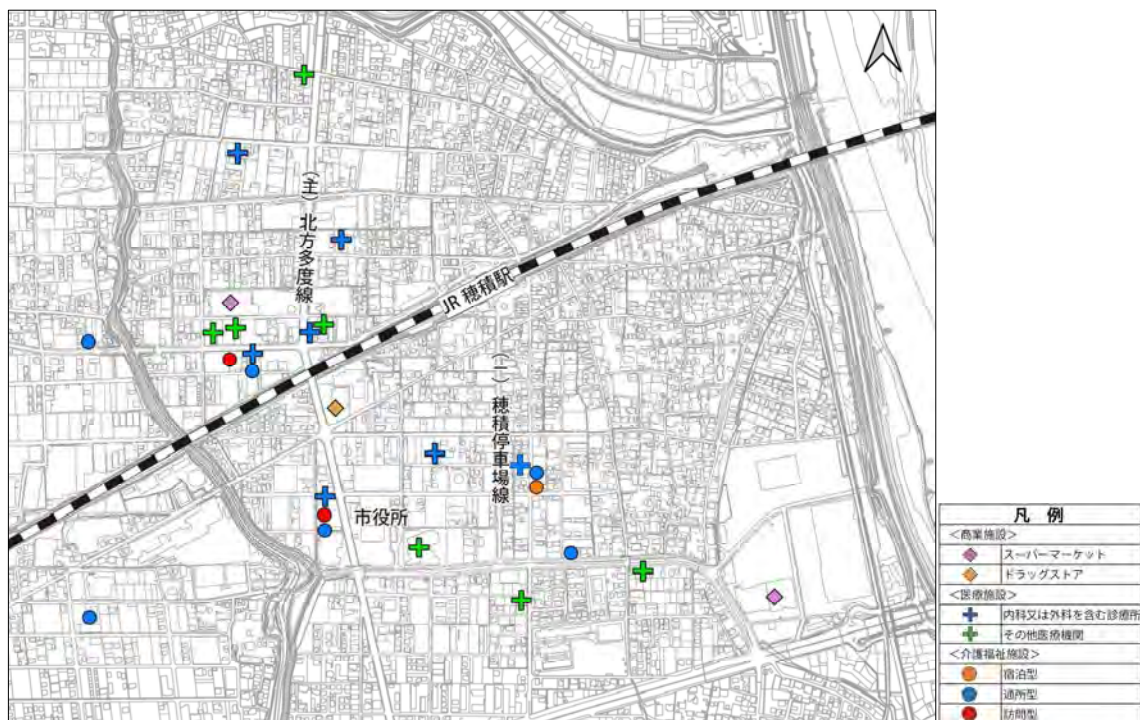 (主)北方多度線
JR 穂積駅
(一)穂積停車場線
市役所
凡 例
<商業施設>
スーパーマーケット
ドラッグストア
<医療施設>
内科又は外科を含む診療所
その他医療機関
<介護福祉施設>
宿泊型
通所型
訪問型